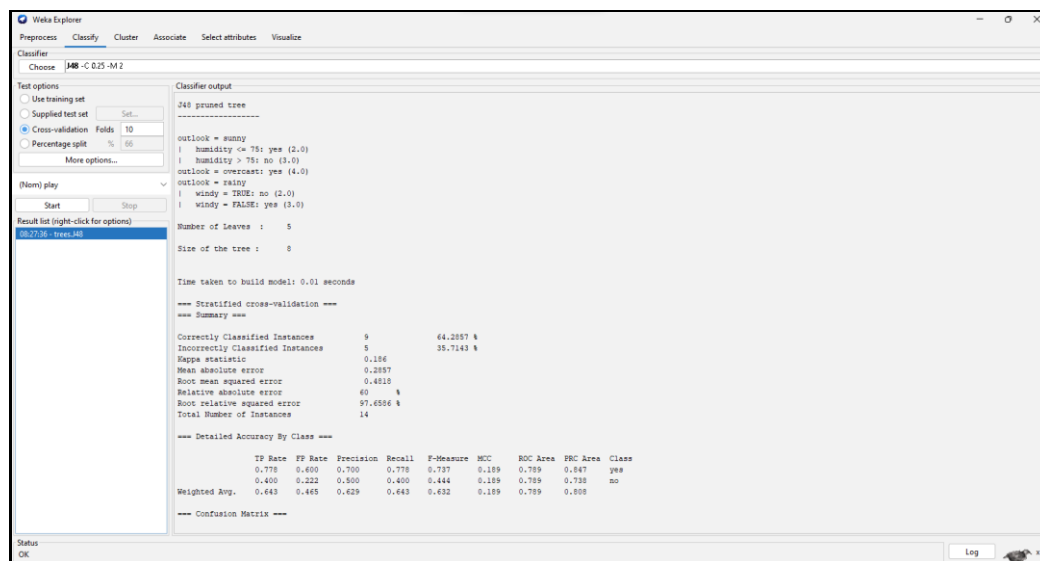 Weka Explorer
Preprocess Classify Cluster Associate Select attributes Visualize
Classifier
Choose J48 -C 0.25 -M 2
Test options
Use training set
Supplied test set Set...
Cross-validation Folds 10
Percentage split % 66
More options...
(Nom) play
Start Stop
Result list (right-click for options)
08:27:36 - trees.J48
Classifier output
J48 pruned tree
------------------
outlook = sunny
|   humidity <= 75: yes (2.0)
|   humidity > 75: no (3.0)
outlook = overcast: yes (4.0)
outlook = rainy
|   windy = TRUE: no (2.0)
|   windy = FALSE: yes (3.0)
Number of Leaves  :     5
Size of the tree :     8
Time taken to build model: 0.01 seconds
=== Stratified cross-validation ===
=== Summary ===
Correctly Classified Instances 9 64.2857 %
Incorrectly Classified Instances 5 35.7143 %
Kappa statistic 0.186
Mean absolute error 0.2857
Root mean squared error 0.4818
Relative absolute error 60 %
Root relative squared error 97.6586 %
Total Number of Instances 14
=== Detailed Accuracy By Class ===
TP Rate FP Rate Precision Recall F-Measure MCC ROC Area PRC Area Class
0.778 0.600 0.700 0.778 0.737 0.189 0.789 0.847 yes
0.400 0.222 0.500 0.400 0.444 0.189 0.789 0.738 no
Weighted Avg. 0.643 0.465 0.629 0.643 0.632 0.189 0.789 0.808
=== Confusion Matrix ===
Status
OK
Log
x